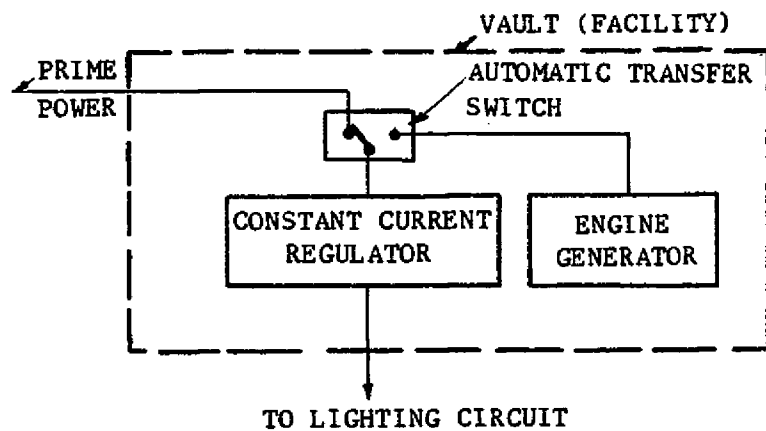 VAULT (FACILITY)
PRIME
POWER
AUTOMATIC TRANSFER
SWITCH
CONSTANT CURRENT
REGULATOR
ENGINE
GENERATOR
TO LIGHTING CIRCUIT